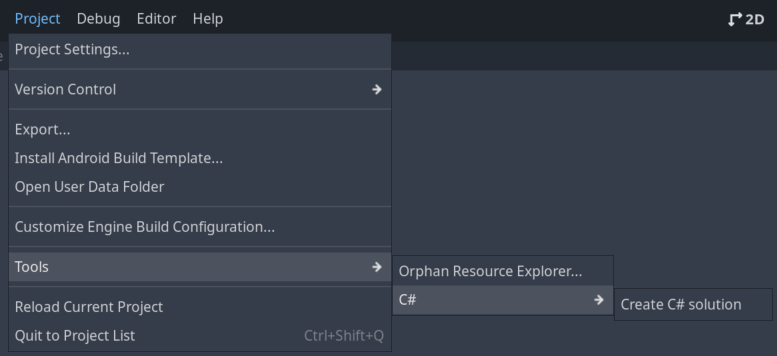 Project Debug Editor Help 2D
Project Settings...
Version Control
Export...
Install Android Build Template...
Open User Data Folder
Customize Engine Build Configuration...
Tools
Orphan Resource Explorer...
C#
Create C# solution
Reload Current Project
Quit to Project List Ctrl+Shift+Q